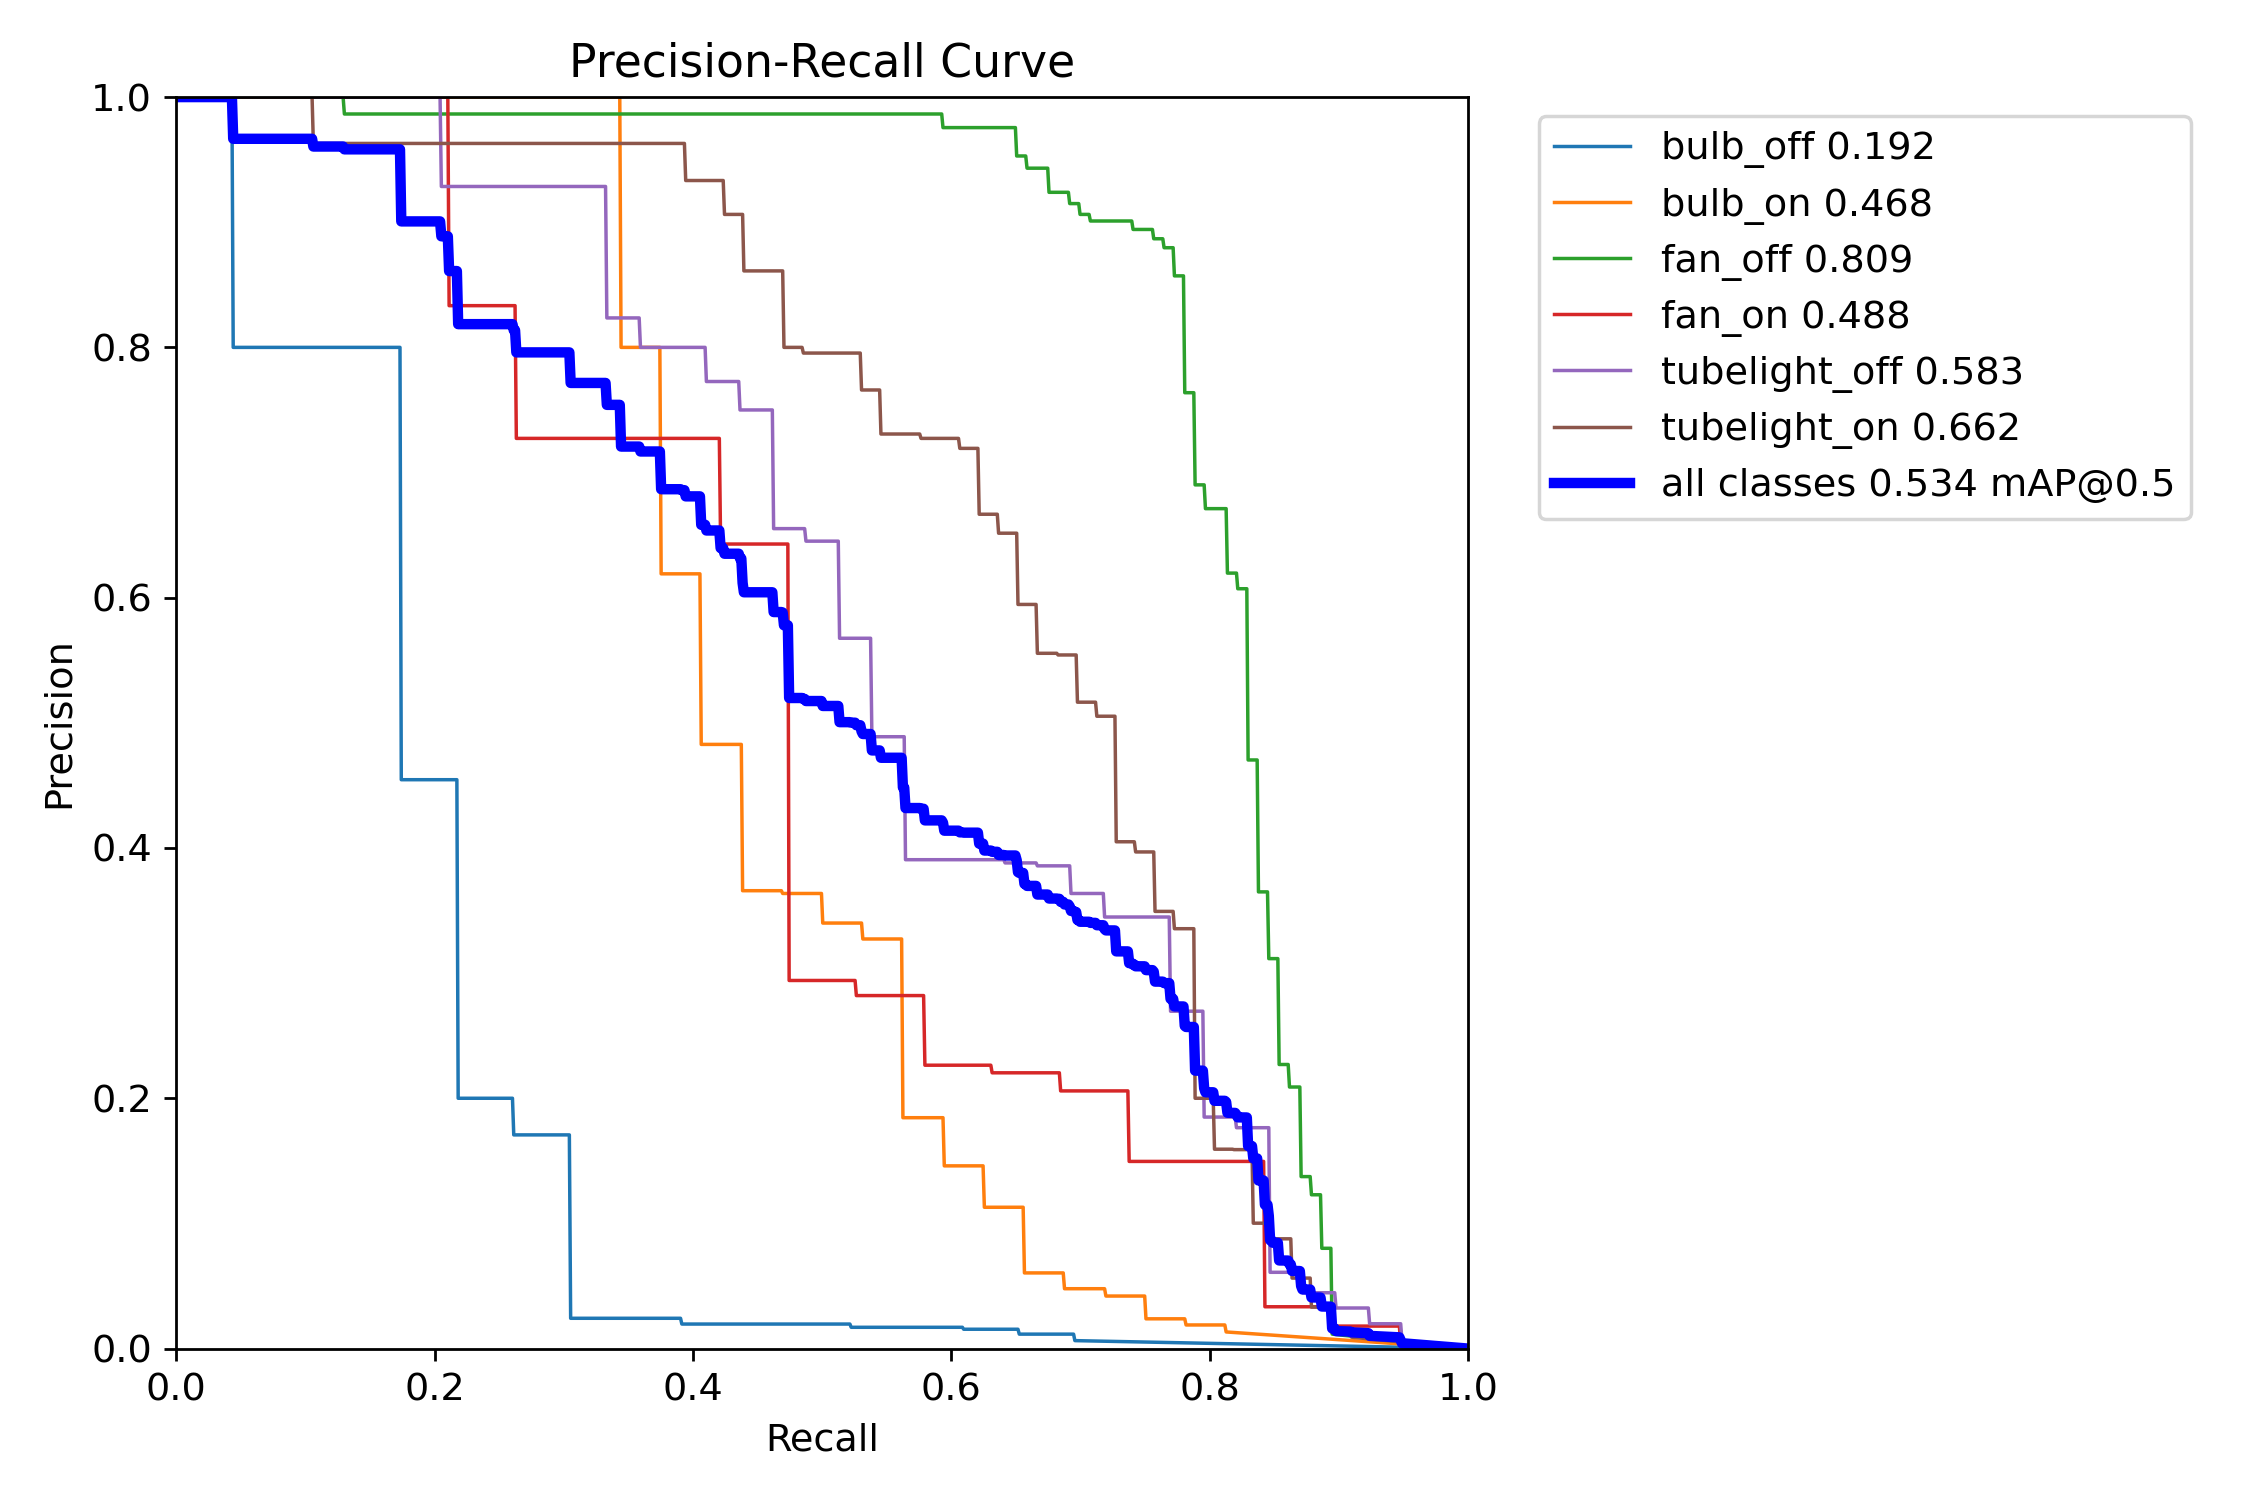 Precision-Recall Curve
1.0
0.8
0.6
0.4
0.2
0.0
Precision
0.0 0.2 0.4 0.6 0.8 1.0
Recall
bulb_off 0.192
bulb_on 0.468
fan_off 0.809
fan_on 0.488
tubelight_off 0.583
tubelight_on 0.662
all classes 0.534 mAP@0.5